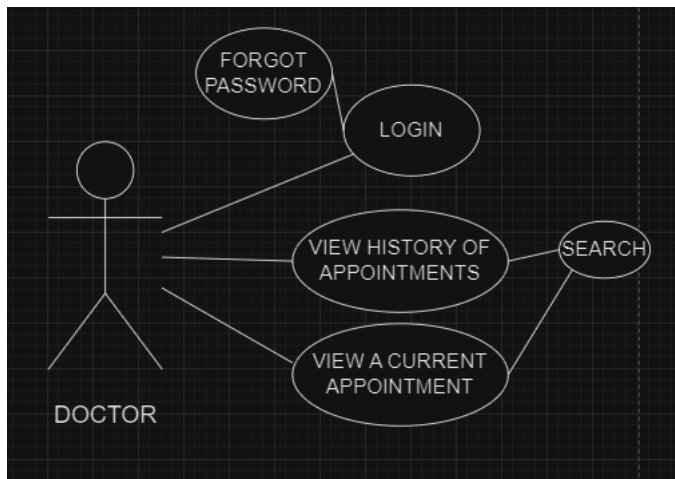 FORGOT
PASSWORD
LOGIN
VIEW HISTORY OF
APPOINTMENTS
SEARCH
VIEW A CURRENT
APPOINTMENT
DOCTOR